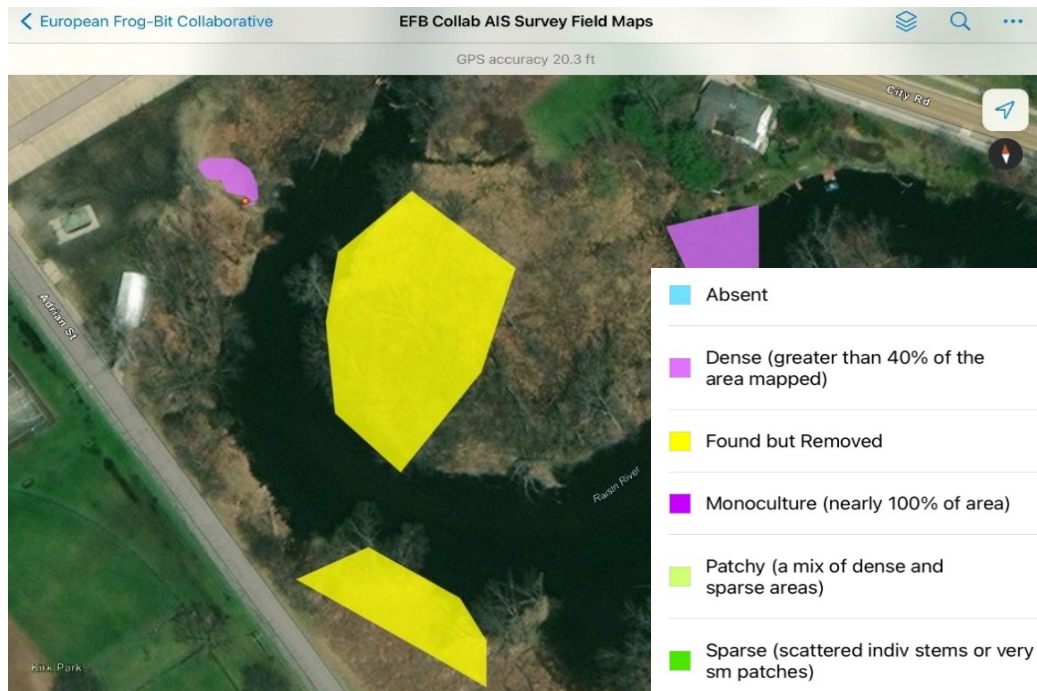 European Frog-Bit Collaborative
EFB Collab AIS Survey Field Maps
GPS accuracy 20.3 ft
City Rd
Adrian St
Raisin River
Kirk Park
Absent
Dense (greater than 40% of the
area mapped)
Found but Removed
Monoculture (nearly 100% of area)
Patchy (a mix of dense and
sparse areas)
Sparse (scattered indiv stems or very
sm patches)